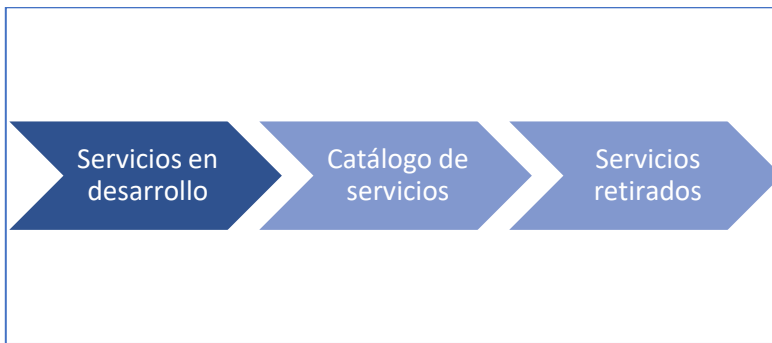 Servicios en
desarrollo
Catálogo de
servicios
Servicios
retirados